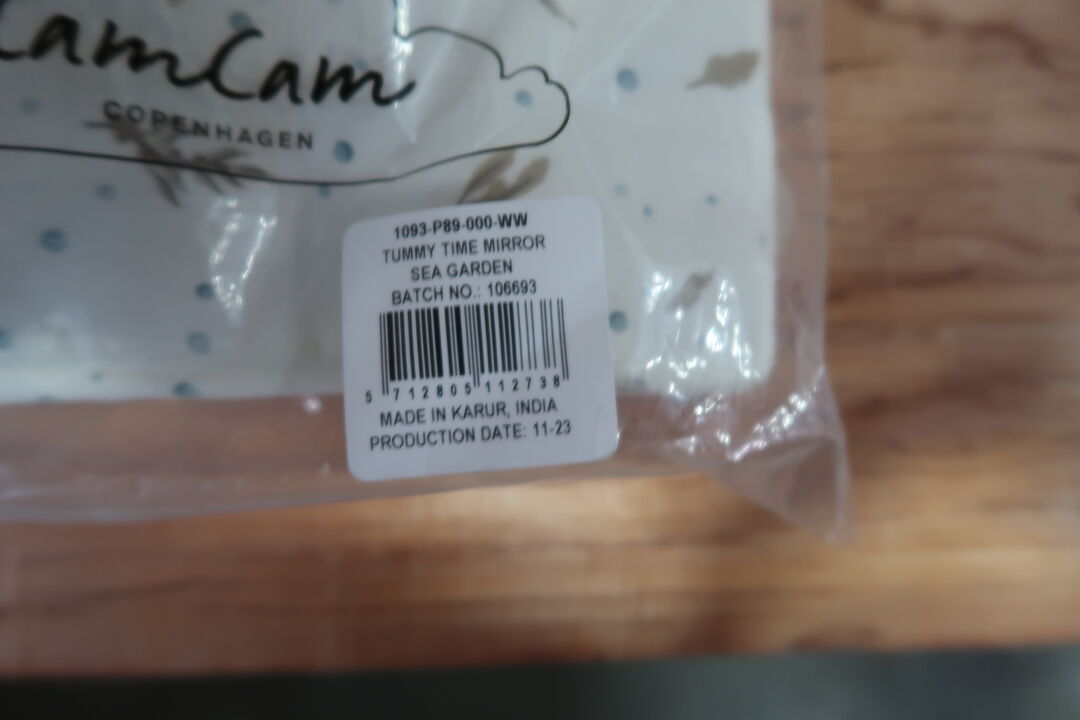 CamCam
COPENHAGEN
1093-P89-000-WW
TUMMY TIME MIRROR
SEA GARDEN
BATCH NO.: 106693
5 712805 112738
MADE IN KARUR, INDIA
PRODUCTION DATE: 11-23